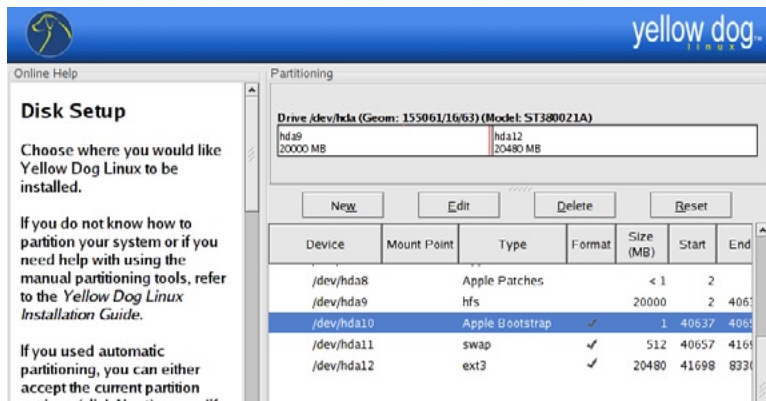 yellow dog™
linux
Online Help
Disk Setup
Choose where you would like
Yellow Dog Linux to be
installed.
If you do not know how to
partition your system or if you
need help with using the
manual partitioning tools, refer
to the Yellow Dog Linux
Installation Guide.
If you used automatic
partitioning, you can either
accept the current partition
Partitioning
Drive /dev/hda (Geom: 155061/16/63) (Model: ST380021A)
hda9 hda12
20000 MB 20480 MB
New Edit Delete Reset
Device Mount Point Type Format Size (MB) Start End
/dev/hda8 Apple Patches < 1 2
/dev/hda9 hfs 20000 2 4063
/dev/hda10 Apple Bootstrap ✓ 1 40637 4065
/dev/hda11 swap ✓ 512 40657 4169
/dev/hda12 ext3 ✓ 20480 41698 8330